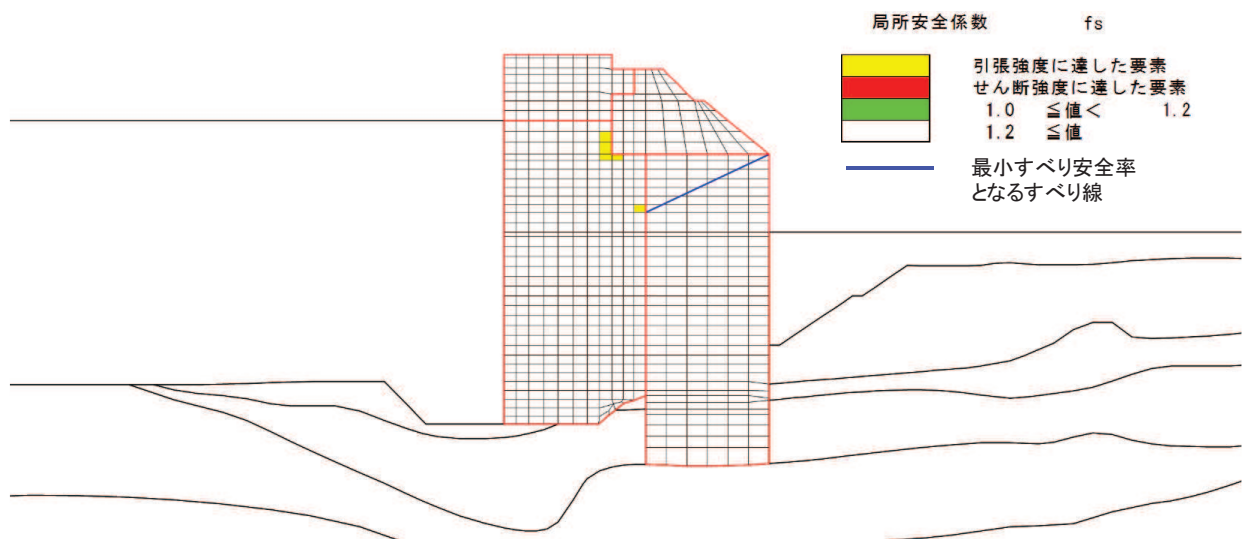 局所安全係数 fs
引張強度に達した要素
せん断強度に達した要素
1.0 ≦値＜ 1.2
1.2 ≦値
最小すべり安全率
となるすべり線